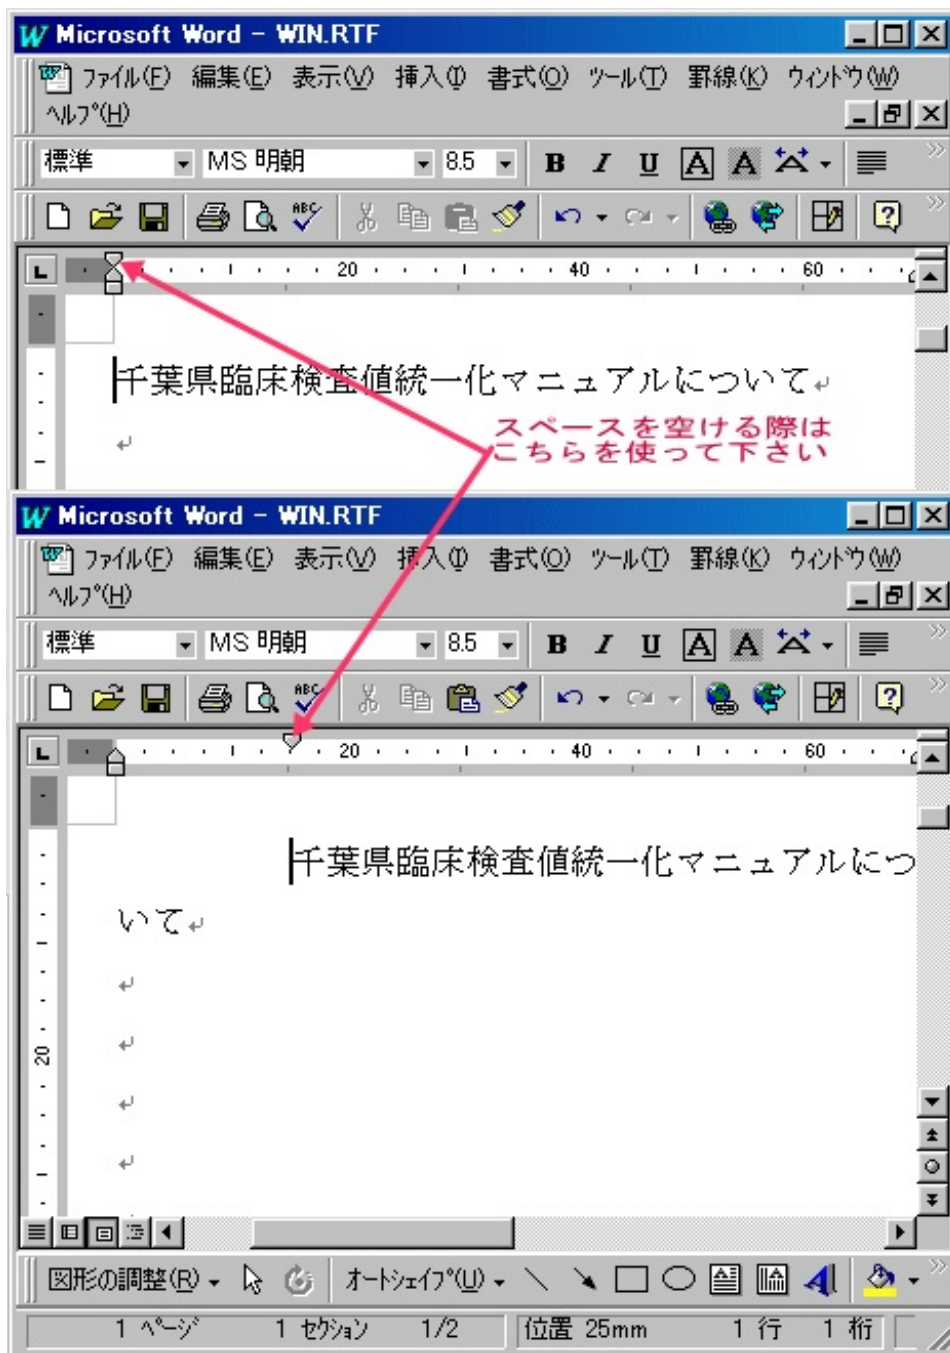 Microsoft Word - WIN.RTF
ファイル(F) 編集(E) 表示(V) 挿入(I) 書式(O) ツール(T) 罫線(K) ウィンドウ(W)
ヘルプ(H)
標準 MS 明朝 8.5 B I U A A
ABC
L 20 40 60
千葉県臨床検査値統一化マニュアルについて
スペースを空ける際は
こちらを使って下さい
Microsoft Word - WIN.RTF
ファイル(F) 編集(E) 表示(V) 挿入(I) 書式(O) ツール(T) 罫線(K) ウィンドウ(W)
ヘルプ(H)
標準 MS 明朝 8.5 B I U A A
ABC
L 20 40 60
千葉県臨床検査値統一化マニュアルにつ
いて
20
図形の調整(R) オートシェイプ(U)
1 ページ 1 セクション 1/2 位置 25mm 1 行 1 桁